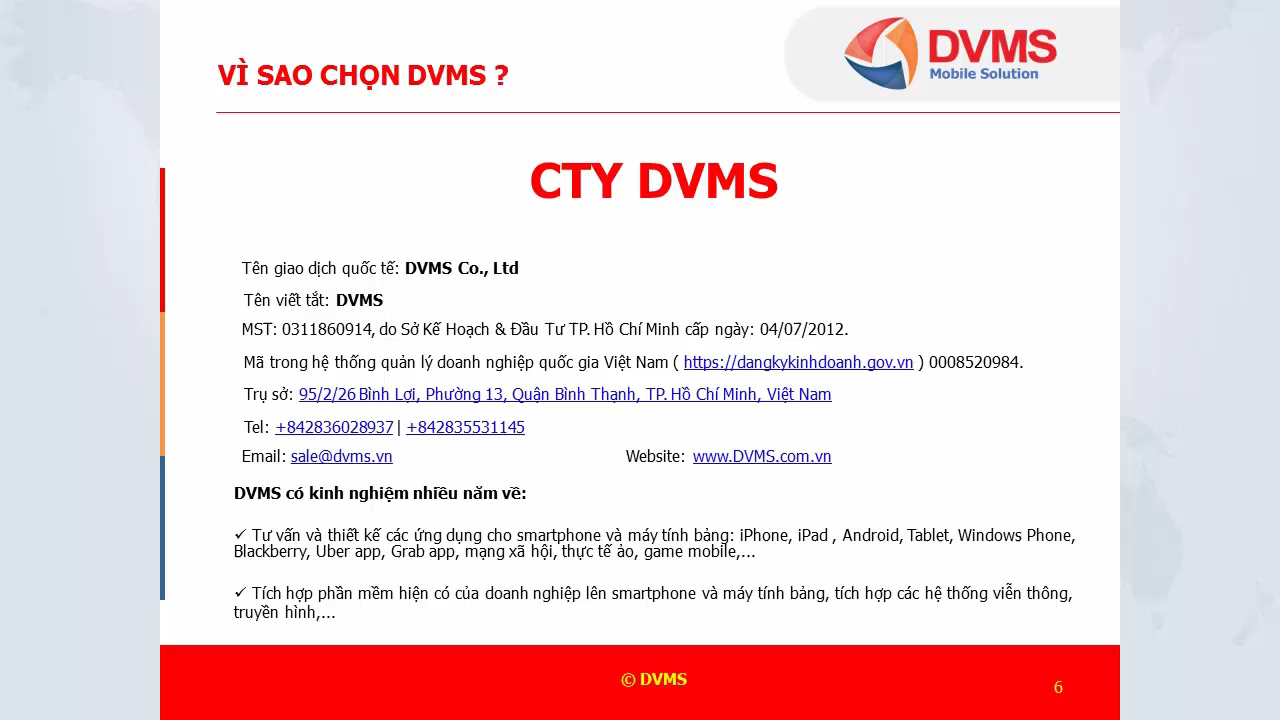 DVMS
Mobile Solution
VÌ SAO CHỌN DVMS ?
CTY DVMS
Tên giao dịch quốc tế: DVMS Co., Ltd
Tên viết tắt: DVMS
MST: 0311860914, do Sở Kế Hoạch & Đầu Tư TP. Hồ Chí Minh cấp ngày: 04/07/2012.
Mã trong hệ thống quản lý doanh nghiệp quốc gia Việt Nam ( https://dangkykinhdoanh.gov.vn ) 0008520984.
Trụ sở: 95/2/26 Bình Lợi, Phường 13, Quận Bình Thạnh, TP. Hồ Chí Minh, Việt Nam
Tel: +842836028937 | +842835531145
Email: sale@dvms.vn Website: www.DVMS.com.vn
DVMS có kinh nghiệm nhiều năm về:
✓ Tư vấn và thiết kế các ứng dụng cho smartphone và máy tính bảng: iPhone, iPad , Android, Tablet, Windows Phone,
Blackberry, Uber app, Grab app, mạng xã hội, thực tế ảo, game mobile,...
✓ Tích hợp phần mềm hiện có của doanh nghiệp lên smartphone và máy tính bảng, tích hợp các hệ thống viễn thông,
truyền hình,...
© DVMS
6